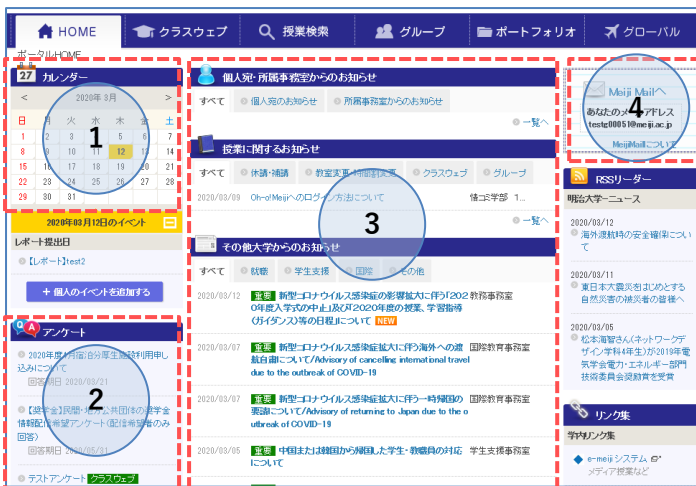 HOME
クラスウェブ
授業検索
グループ
ポートフォリオ
グローバル
ポータルHOME
27 カレンダー
< 2020年 3月 >
日 月 火 水 木 金 土
1 2 3 4 5 6 7
8 9 10 11 12 13 14
15 16 17 18 19 20 21
22 23 24 25 26 27 28
29 30 31
1
2020年03月12日のイベント
レポート提出日
【レポート】test2
+ 個人のイベントを追加する
Q A アンケート
2020年度4月宿泊分厚生施設利用申し
込みについて
回答期日 2020/03/21
【奨学金】民間・地方公共団体の奨学金
情報配信希望アンケート(配信希望者のみ
回答)
回答期日 2020/05/31
テストアンケート クラスウェブ
2
個人宛・所属事務室からのお知らせ
すべて 個人宛のお知らせ 所属事務室からのお知らせ
一覧へ
授業に関するお知らせ
すべて 休講・補講 教室変更・時間割変更 クラスウェブ グループ
2020/03/09 Oh-o!Meijiへのログイン方法について 情コミ学部 1...
一覧へ
3
その他大学からのお知らせ
すべて 就職 学生支援 国際 その他
2020/03/12 重要 新型コロナウイルス感染症の影響拡大に伴う「202 教務事務室
0年度入学式の中止」及び「2020年度の授業、学習指導
(ガイダンス)等の日程」について NEW
2020/03/07 重要 新型コロナウイルス感染拡大に伴う海外への渡 国際教育事務室
航自粛について/Advisory of cancelling international travel
due to the outbreak of COVID-19
2020/03/07 重要 新型コロナウイルス感染拡大に伴う一時帰国の 国際教育事務室
要請について/Advisory of returning to Japan due to the o
utbreak of COVID-19
2020/03/05 重要 中国または韓国から帰国した学生・教職員の対応 学生支援事務室
について
Meiji Mailへ
あなたのメールアドレス
testg00051@meiji.ac.jp
MeijiMailについて
4
RSSリーダー
明治大学-ニュース
2020/03/12
海外渡航時の安全確保につい
て
2020/03/11
東日本大震災をはじめとする
自然災害の被災者の皆様へ
2020/03/05
松本海智さん(ネットワークデ
ザイン学科4年生)が2019年電
気学会電力・エネルギー部門
技術委員会奨励賞を受賞
リンク集
学内リンク集
e-meiji システム
メディア授業など